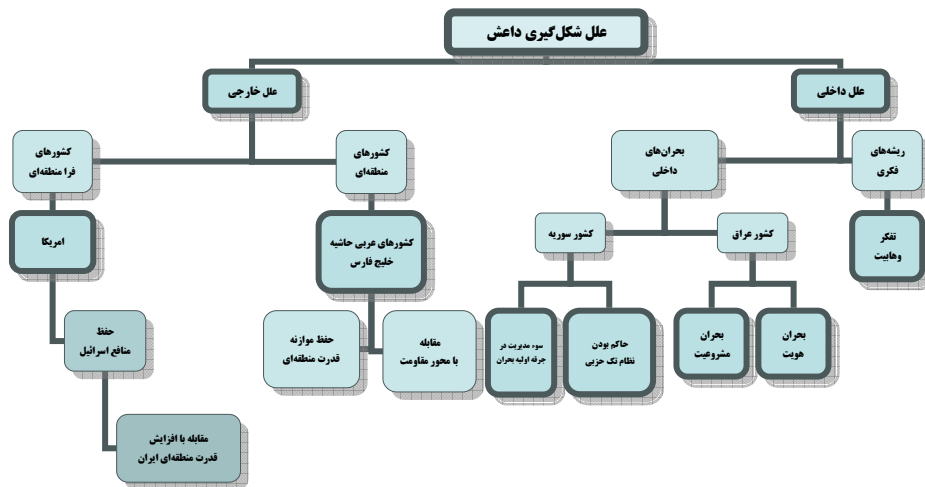 علل شکل‌گیری داعش
علل داخلی
علل خارجی
ریشه‌های
فکری
بحران‌های
داخلی
کشورهای
منطقه‌ای
کشورهای
فرا منطقه‌ای
تفکر
وهابیت
کشور عراق
کشور سوریه
کشورهای عربی حاشیه
خلیج فارس
امریکا
بحران
هویت
بحران
مشروعیت
حاکم بودن
نظام تک حزبی
سوء مدیریت در
جرقه اولیه بحران
مقابله
با محور مقاومت
حفظ موازنه
قدرت منطقه‌ای
حفظ
منافع اسرائیل
مقابله با افزایش
قدرت منطقه‌ای ایران